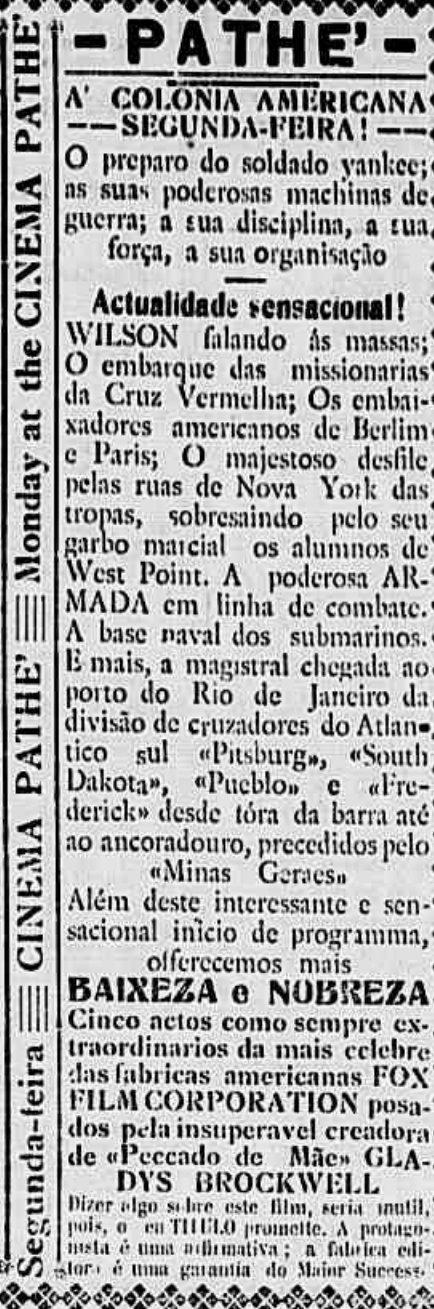 - PATHE' -
A' COLONIA AMERICANA
—— SEGUNDA-FEIRA! ——
O preparo do soldado yankee;
as suas poderosas machinas de
guerra; a sua disciplina, a sua
força, a sua organisação
Actualidade sensacional!
WILSON falando ás massas;
O embarque das missionarias
da Cruz Vermelha; Os embai-
xadores americanos de Berlim
e Paris; O majestoso desfile
pelas ruas de Nova York das
tropas, sobresaindo pelo seu
garbo marcial os alumnos de
West Point. A poderosa AR-
MADA em linha de combate.
A base naval dos submarinos.
E mais, a magistral chegada ao
porto do Rio de Janeiro da
divisão de cruzadores do Atlan-
tico sul «Pitsburg», «South
Dakota», «Pueblo» e «Fre-
derick» desde fóra da barra até
ao ancoradouro, precedidos pelo
«Minas Geraes»
Além deste interessante e sen-
sacional inicio de programma,
offerecemos mais
BAIXEZA e NOBREZA
Cinco actos como sempre ex-
traordinarios da mais celebre
das fabricas americanas FOX
FILM CORPORATION posa-
dos pela insuperavel creadora
de «Peccado de Mãe» GLA-
DYS BROCKWELL
Dizer algo sobre este film, seria inutil,
pois, o eu TITULO promette. A protago-
nista é uma affirmativa; a fabrica edi-
tora é uma garantia do Maior Success.
Segunda-feira ||| CINEMA PATHE' ||| Monday at the CINEMA PATHE'